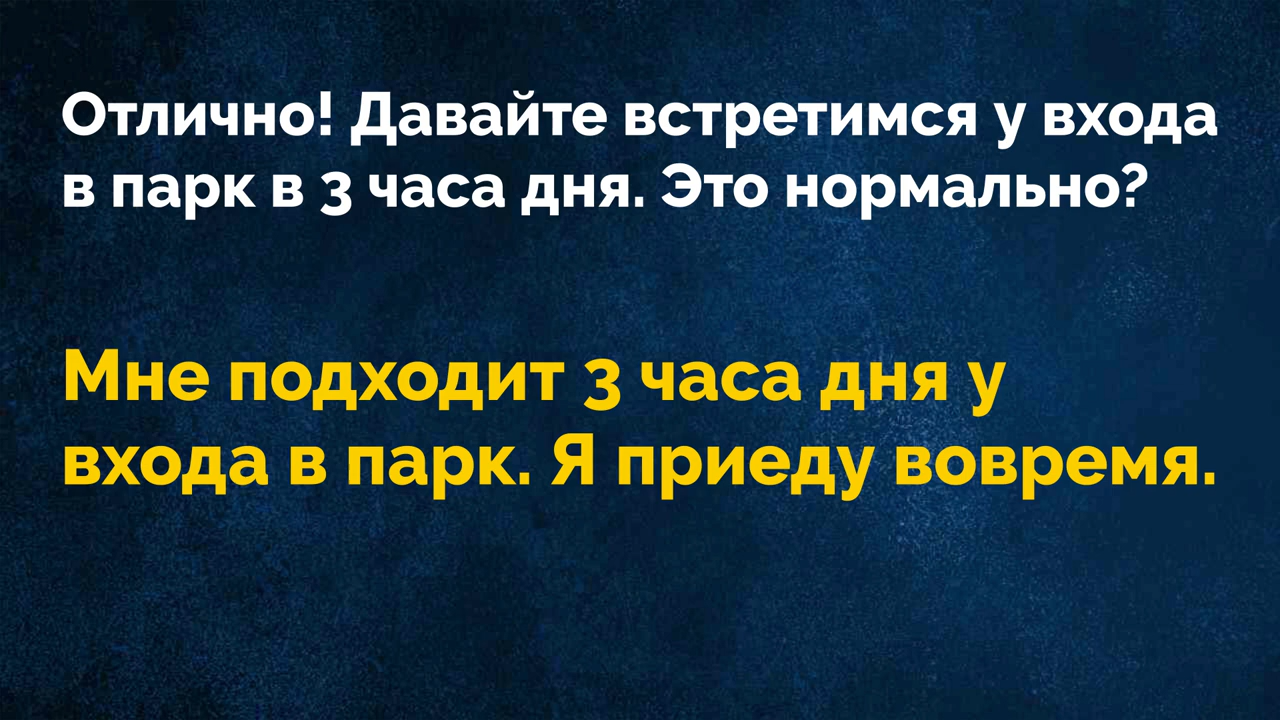 Отлично! Давайте встретимся у входа
в парк в 3 часа дня. Это нормально?
Мне подходит 3 часа дня у
входа в парк. Я приеду вовремя.